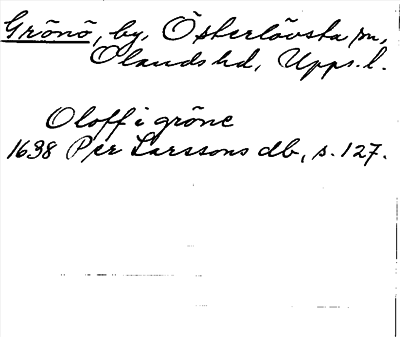 Grönö, by, Österlövsta sn,
Olands hd, Upps. l.
Oloff i gröne
1638 Per Larssons db, s. 127.